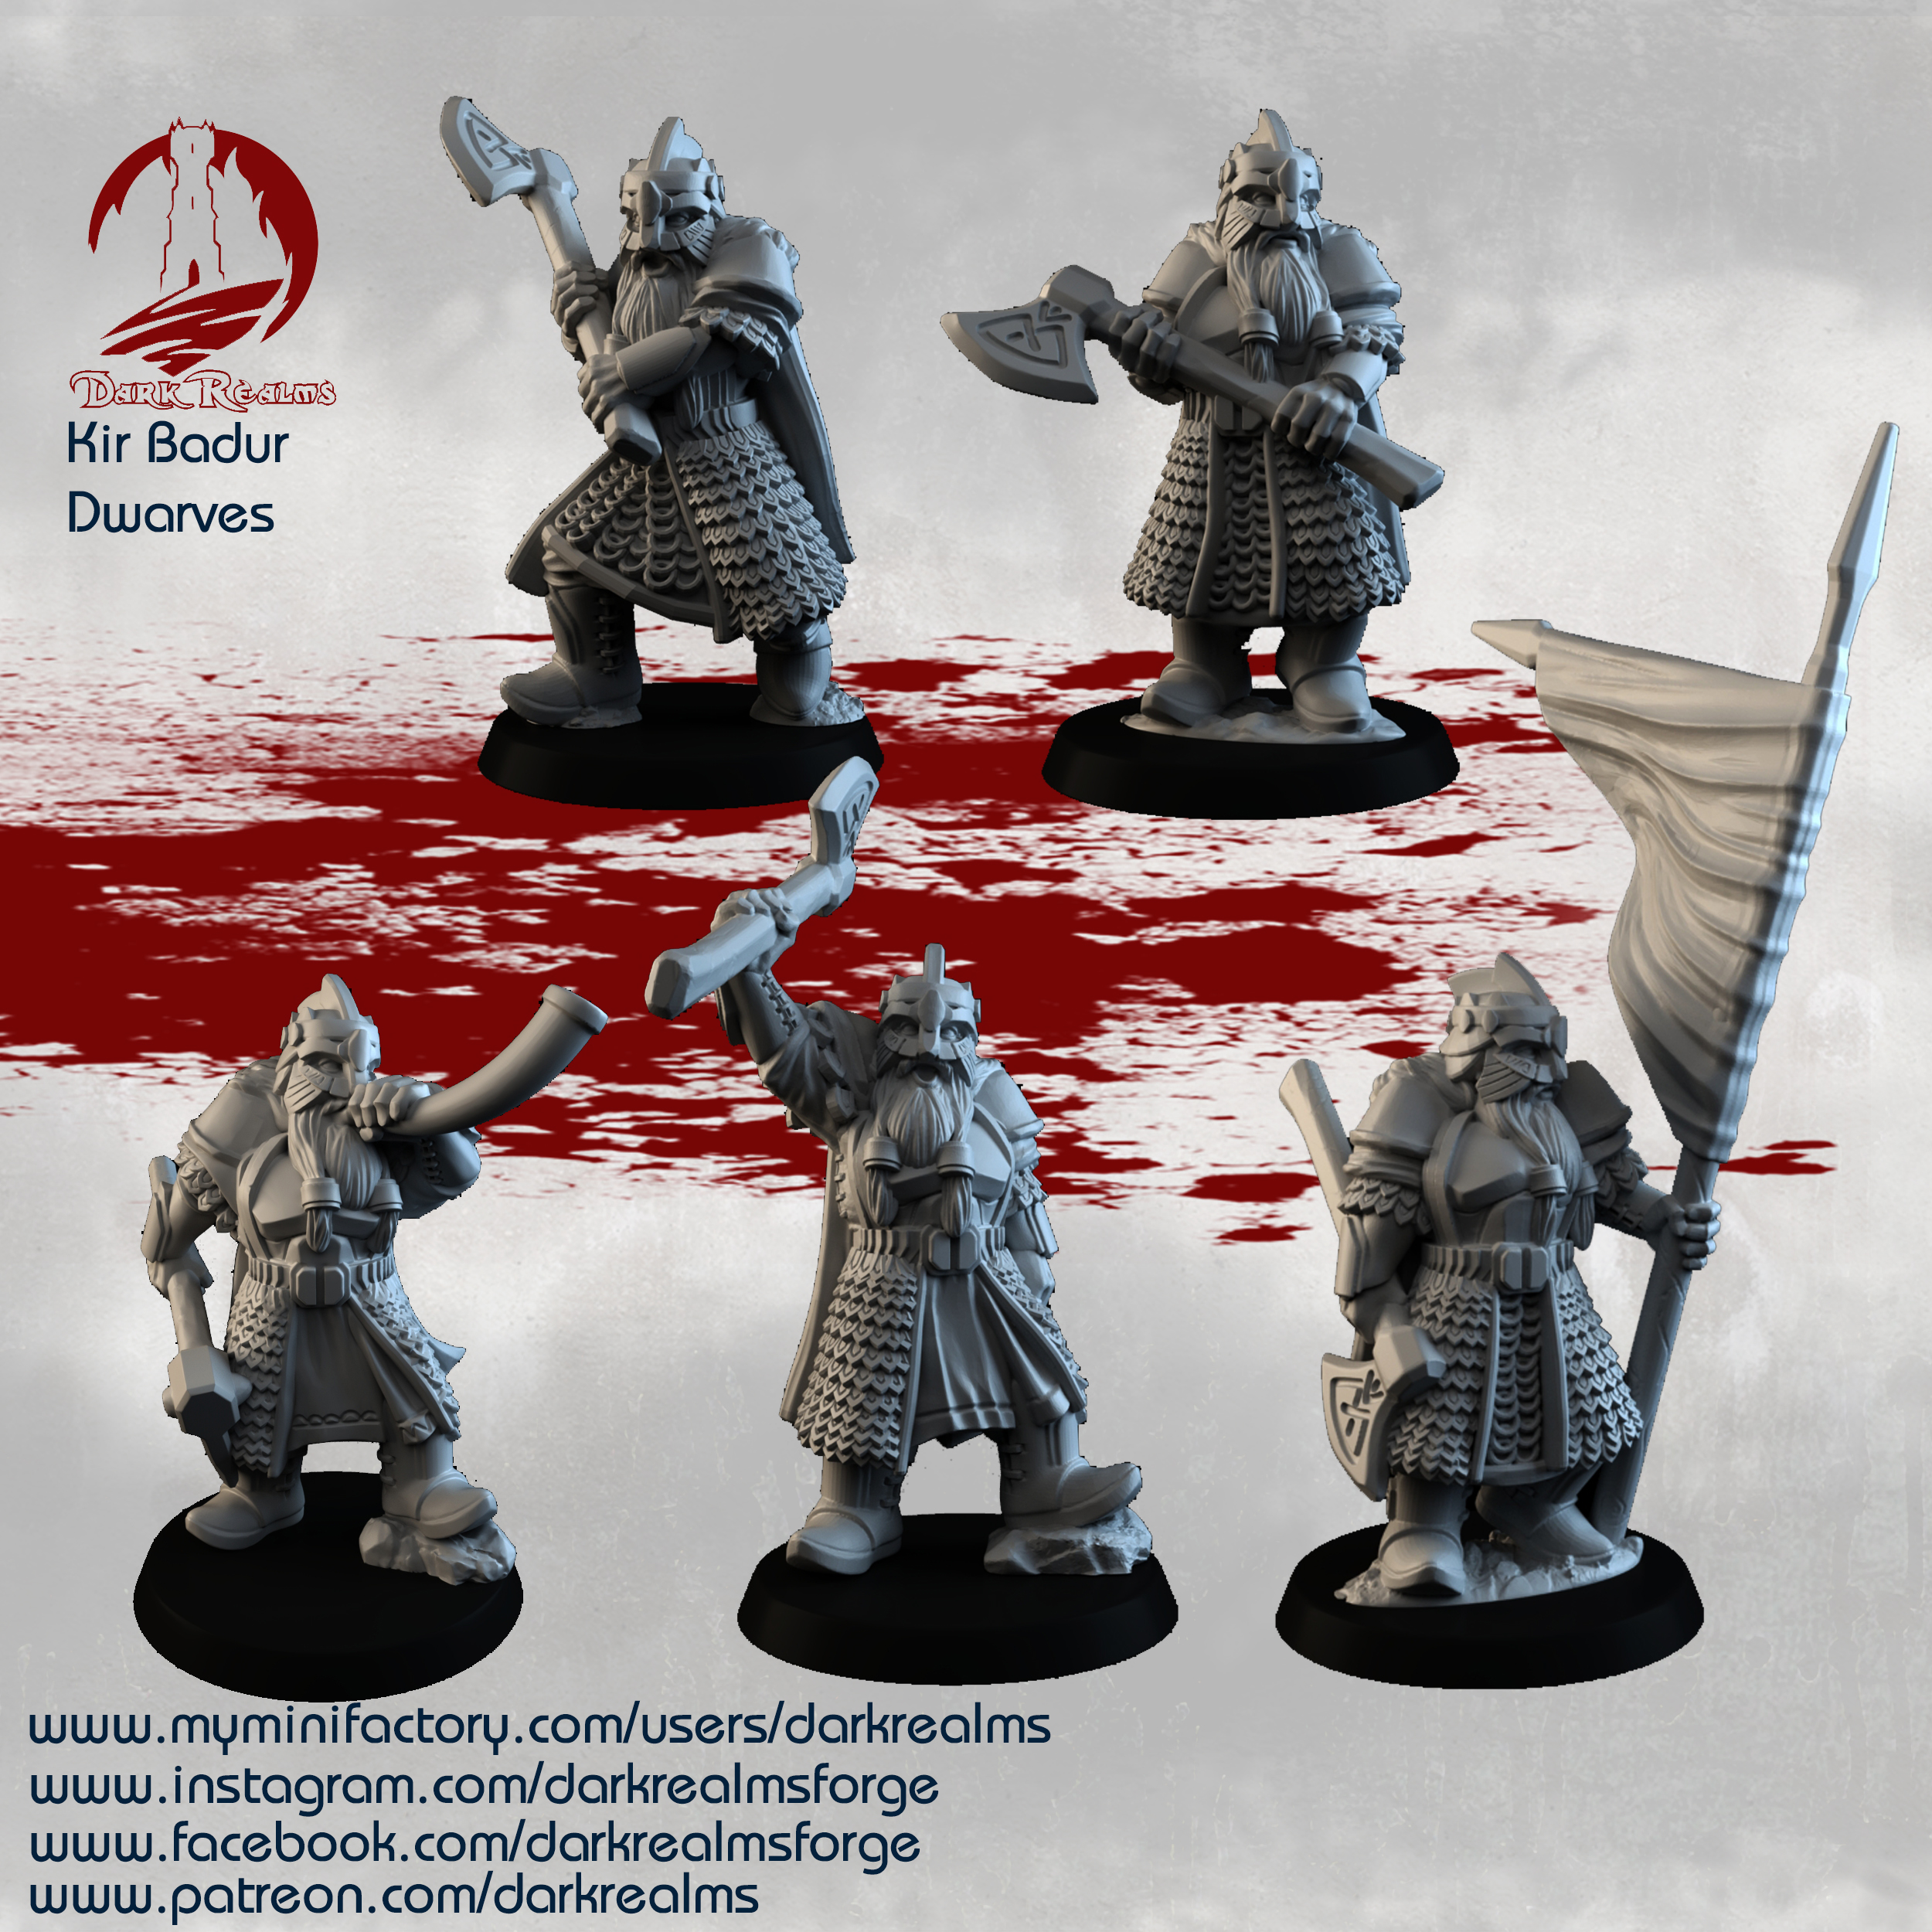 Dark Realms
Kir Badur
Dwarves
www.myminifactory.com/users/darkrealms
www.instagram.com/darkrealmsforge
www.facebook.com/darkrealmsforge
www.patreon.com/darkrealms